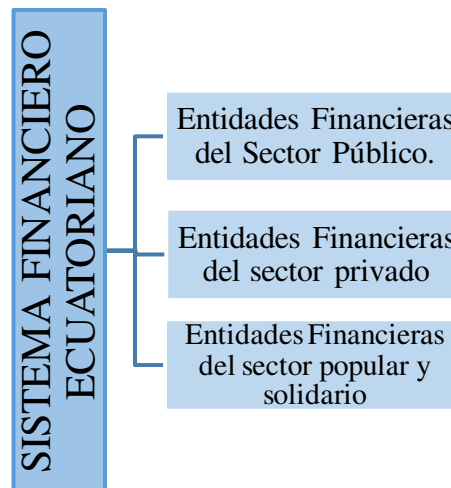 SISTEMA FINANCIERO
ECUATORIANO
Entidades Financieras
del Sector Público.
Entidades Financieras
del sector privado
Entidades Financieras
del sector popular y
solidario